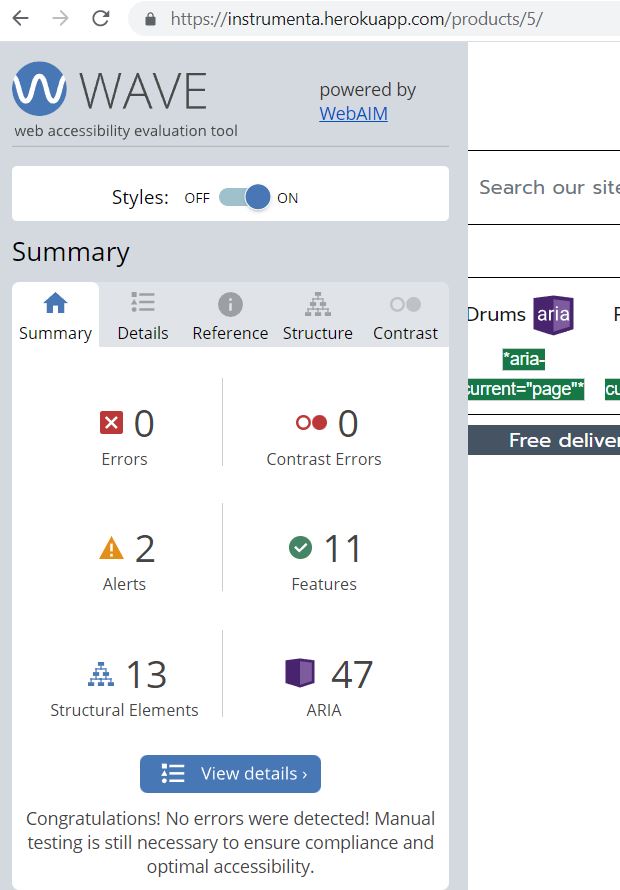 https://instrumenta.herokuapp.com/products/5/
WAVE
web accessibility evaluation tool
powered by
WebAIM
Styles: OFF ON
Summary
Summary Details Reference Structure Contrast
0 0
Errors Contrast Errors
2 11
Alerts Features
13 47
Structural Elements ARIA
View details ›
Congratulations! No errors were detected! Manual
testing is still necessary to ensure compliance and
optimal accessibility.
Search our site
Drums aria
*aria-
current="page"*
Free deliver